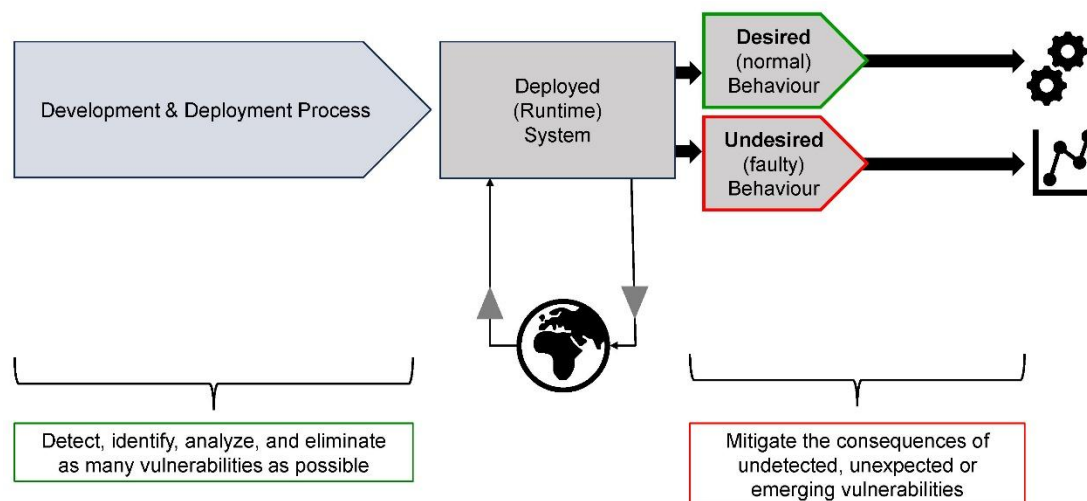 Development & Deployment Process
Deployed
(Runtime)
System
Desired
(normal)
Behaviour
Undesired
(faulty)
Behaviour
Detect, identify, analyze, and eliminate
as many vulnerabilities as possible
Mitigate the consequences of
undetected, unexpected or
emerging vulnerabilities